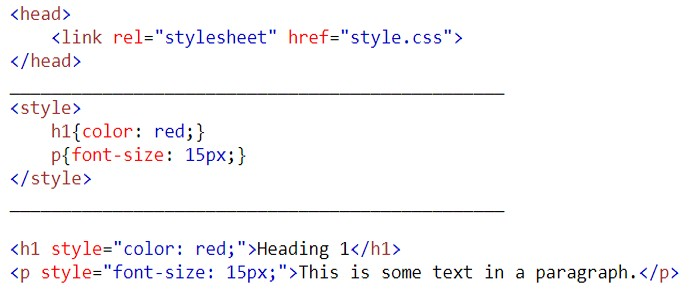 <head>
    <link rel="stylesheet" href="style.css">
</head>
<style>
    h1{color: red;}
    p{font-size: 15px;}
</style>
<h1 style="color: red;">Heading 1</h1>
<p style="font-size: 15px;">This is some text in a paragraph.</p>